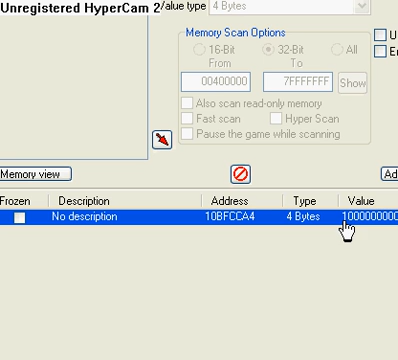 Unregistered HyperCam 2
Value type
4 Bytes
Memory Scan Options
16-Bit
32-Bit
All
From
To
00400000
7FFFFFFF
Show
Also scan read-only memory
Fast scan
Hyper Scan
Pause the game while scanning
Memory view
Frozen Description Address Type Value
No description 10BFCCA4 4 Bytes 1000000000